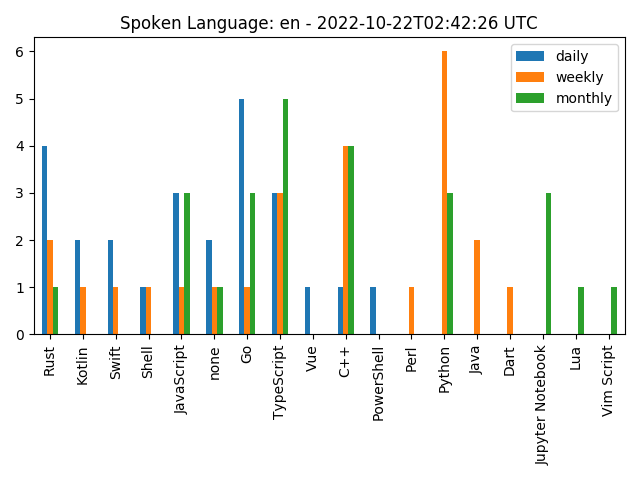 Spoken Language: en - 2022-10-22T02:42:26 UTC
daily
weekly
monthly
6
5
4
3
2
1
0
Rust
Kotlin
Swift
Shell
JavaScript
none
Go
TypeScript
Vue
C++
PowerShell
Perl
Python
Java
Dart
Jupyter Notebook
Lua
Vim Script